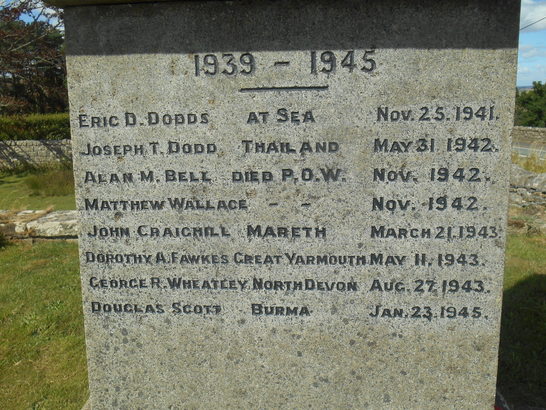 1939 - 1945
ERIC D. DODDS AT SEA NOV. 25. 1941.
JOSEPH T. DODD THAILAND MAY 31 1942.
ALAN M. BELL DIED P.O.W. NOV. 1942.
MATTHEW WALLACE - - NOV. 1942.
JOHN CRAIGHILL MARETH MARCH 21. 1943
DOROTHY A. FAWKES GREAT YARMOUTH MAY 11. 1943.
GEORGE R. WHEATLEY NORTH DEVON AUG. 27. 1943.
DOUGLAS SCOTT BURMA JAN. 23. 1945.